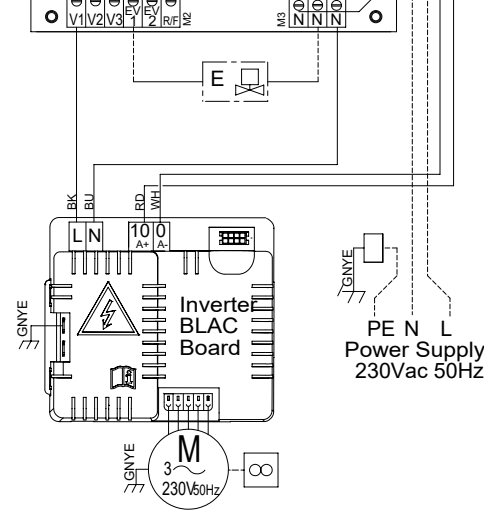 V1 V2 V3 EV 1 EV 2 R/F M2
M3 N N N
E
BK BU RD WH
L N 10 0
A+ A-
GNYE
Inverter
BLAC
Board
GNYE
PE N L
Power Supply
230Vac 50Hz
GNYE
M
3
230V50Hz